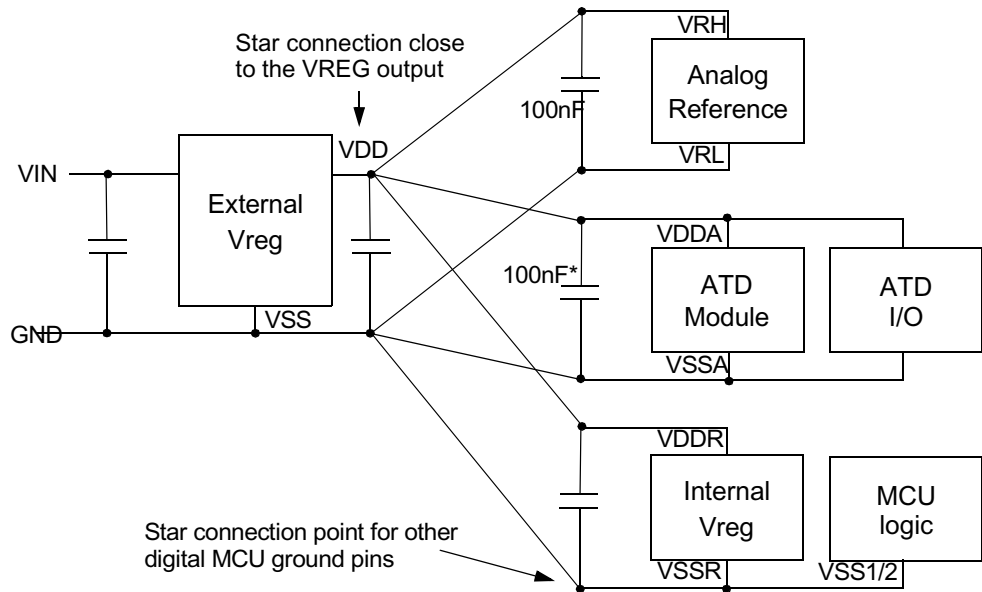 Star connection close
to the VREG output
VDD
VIN
External
Vreg
VSS
GND
VRH
100nF
Analog
Reference
VRL
VDDA
100nF*
ATD
Module
ATD
I/O
VSSA
VDDR
Internal
Vreg
MCU
logic
VSSR
VSS1/2
Star connection point for other
digital MCU ground pins